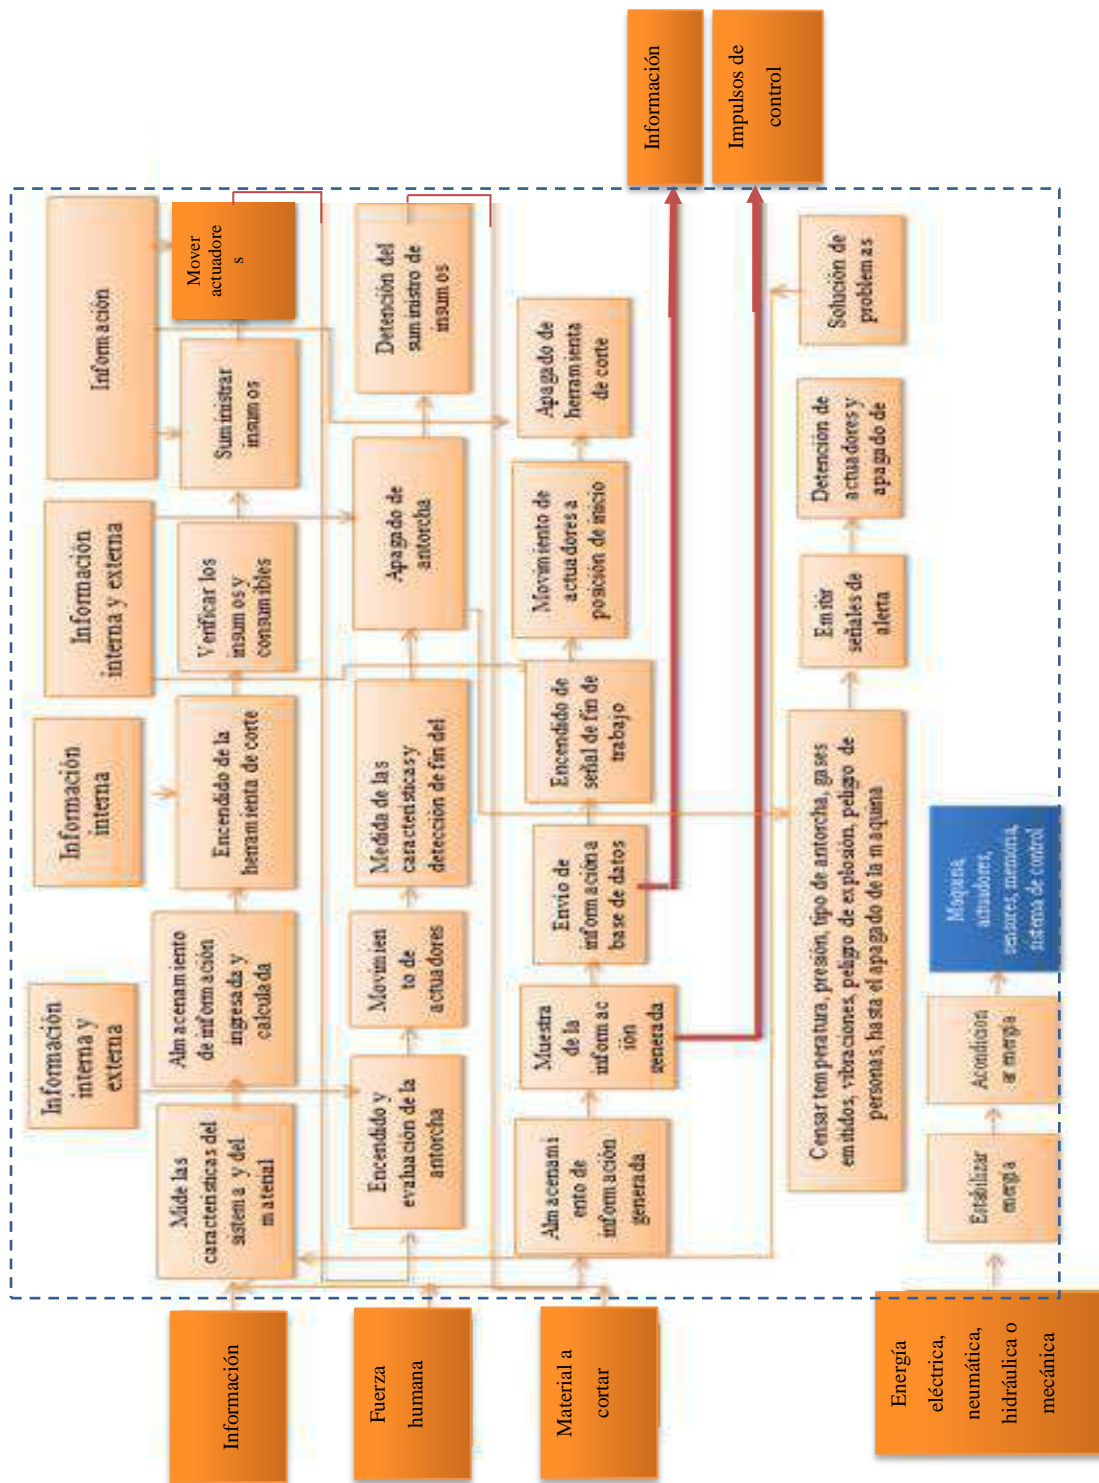 Información
Fuerza
humana
Material a
cortar
Energía
eléctrica,
neumática,
hidráulica o
mecánica
Información
interna y
externa
Información
interna
Información
interna y externa
Información
Mide las
características del
sistema y del
material
Almacenamiento
de información
ingresada y
calculada
Encendido de la
herramienta de corte
Verificar los
insumos y
consumibles
Suministrar
insumos
Mover
actuadore
s
Encendido y
evaluación de la
antorcha
Movimien
to de
actuadores
Medida de las
características y
detección de fin del
Apagado de
antorcha
Detención del
suministro de
insumos
Almacenami
ento de
información
generada
Muestra
de la
informac
ión
generada
Envio de
información a
base de datos
Encendido de
señal de fin de
trabajo
Movimiento de
actuadores a
posición de inicio
Apagado de
herramienta
de corte
Censar temperatura, presión, tipo de antorcha, gases
emitidos, vibraciones, peligro de explosión, peligro de
personas, hasta el apagado de la maquina
Emitir
señales de
alerta
Detención de
actuadores y
apagado de
Solución de
problemas
Estabilizar
energía
Acondicion
ar energía
Maquina,
actuadores,
sensores, memoria,
sistema de control
Información
Impulsos de
control